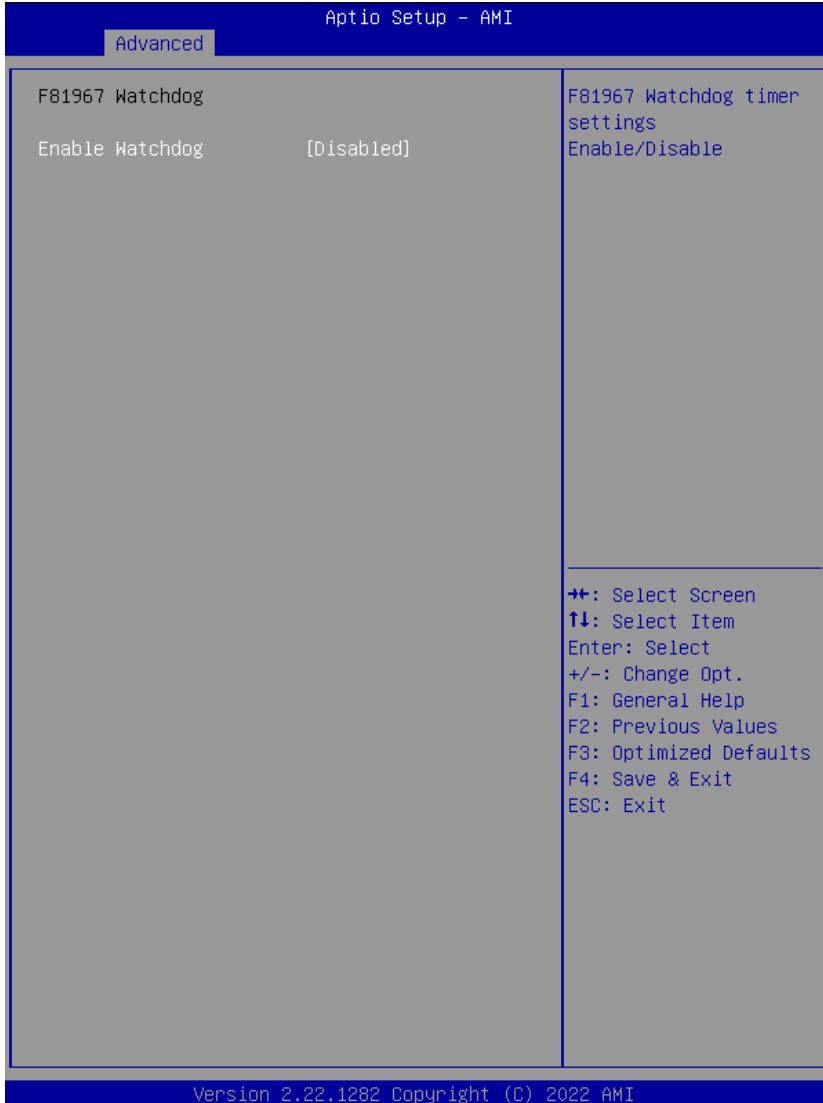 Aptio Setup – AMI
Advanced
F81967 Watchdog
Enable Watchdog [Disabled]
F81967 Watchdog timer
settings
Enable/Disable
→←: Select Screen
↑↓: Select Item
Enter: Select
+/-: Change Opt.
F1: General Help
F2: Previous Values
F3: Optimized Defaults
F4: Save & Exit
ESC: Exit
Version 2.22.1282 Copyright (C) 2022 AMI